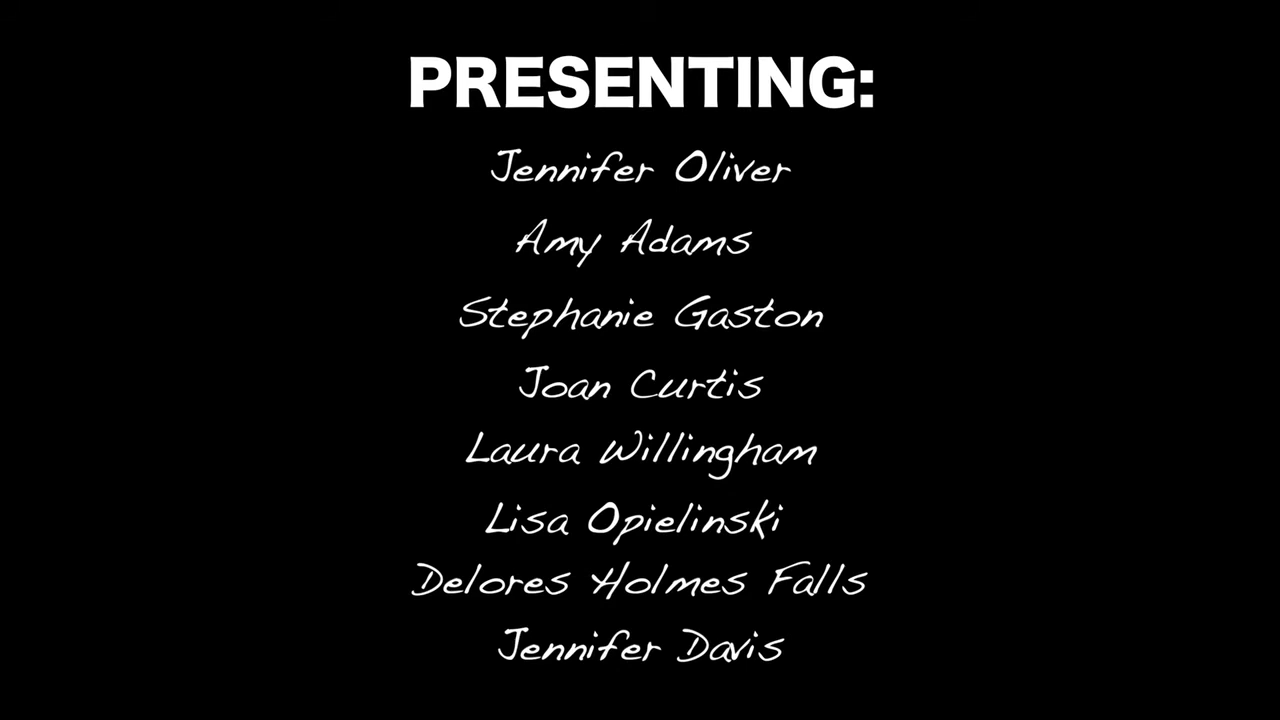 PRESENTING:
Jennifer Oliver
Amy Adams
Stephanie Gaston
Joan Curtis
Laura Willingham
Lisa Opielinski
Delores Holmes Falls
Jennifer Davis